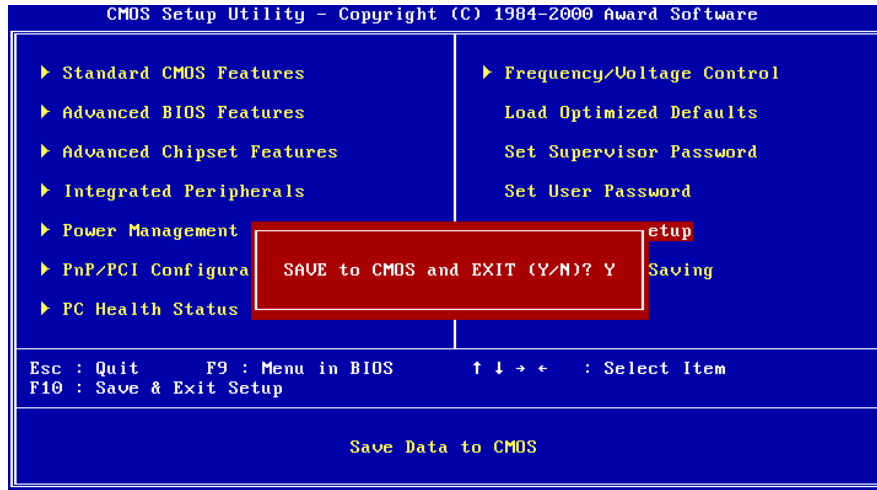 CMOS Setup Utility - Copyright (C) 1984-2000 Award Software
▶ Standard CMOS Features
▶ Advanced BIOS Features
▶ Advanced Chipset Features
▶ Integrated Peripherals
▶ Power Management
▶ PnP/PCI Configura
▶ PC Health Status
▶ Frequency/Voltage Control
Load Optimized Defaults
Set Supervisor Password
Set User Password
etup
Saving
SAVE to CMOS and EXIT (Y/N)? Y
Esc : Quit F9 : Menu in BIOS ↑ ↓ → ← : Select Item
F10 : Save & Exit Setup
Save Data to CMOS